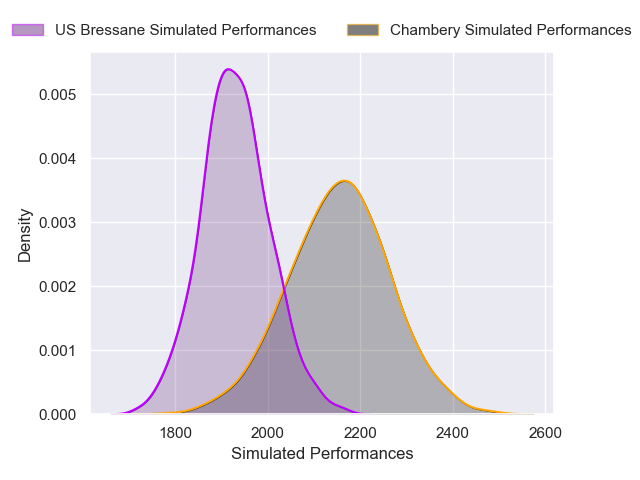 US Bressane Simulated Performances
Chambery Simulated Performances
0.005
0.004
0.003
0.002
0.001
0.000
Density
1800
2000
2200
2400
2600
Simulated Performances